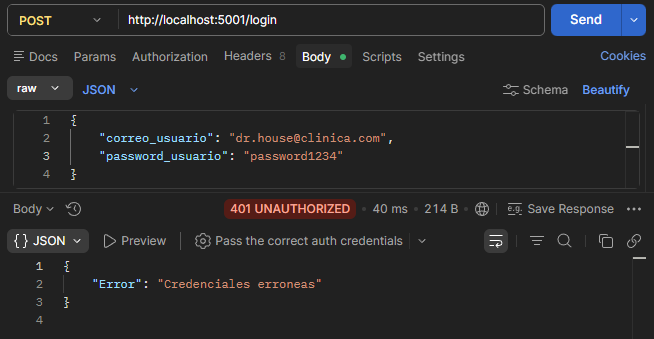 POST http://localhost:5001/login Send
Docs Params Authorization Headers 8 Body Scripts Settings Cookies
raw JSON Schema Beautify
1 {
2 "correo_usuario": "dr.house@clinica.com",
3 "password_usuario": "password1234"
4 }
Body 401 UNAUTHORIZED 40 ms 214 B e.g. Save Response
{} JSON Preview Pass the correct auth credentials
1 {
2 "Error": "Credenciales erroneas"
3 }
4